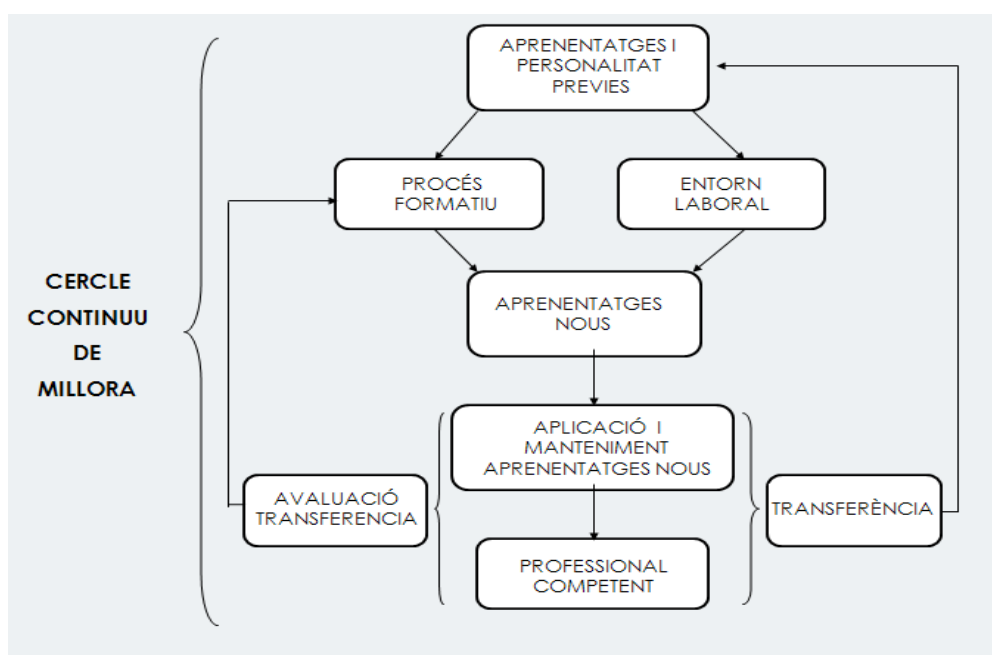 APRENENTATGES I
PERSONALITAT
PREVIES
PROCÉS
FORMATIU
ENTORN
LABORAL
CERCLE
CONTINUU
DE
MILLORA
APRENENTATGES
NOUS
APLICACIÓ I
MANTENIMENT
APRENENTATGES NOUS
AVALUACIÓ
TRANSFERENCIA
TRANSFERÈNCIA
PROFESSIONAL
COMPETENT